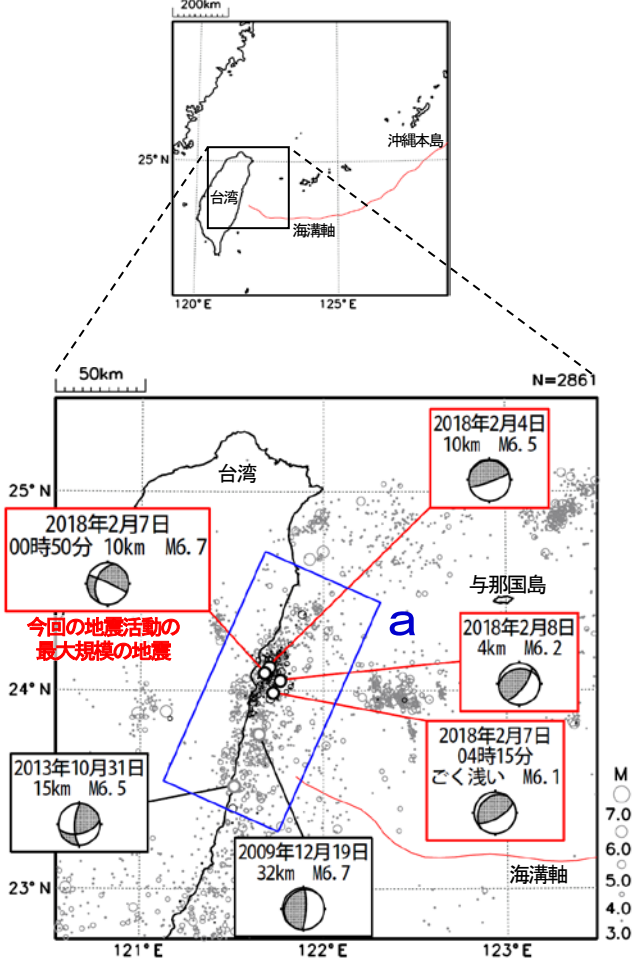 200km
沖縄本島
25°N
台湾
海溝軸
120°E
125°E
50km
N=2861
2018年2月4日
10km M6.5
台湾
25°N
2018年2月7日
00時50分 10km M6.7
今回の地震活動の
最大規模の地震
与那国島
a
2018年2月8日
4km M6.2
24°N
2018年2月7日
04時15分
ごく浅い M6.1
2013年10月31日
15km M6.5
2009年12月19日
32km M6.7
海溝軸
23°N
M
7.0
6.0
5.0
4.0
3.0
121°E
122°E
123°E